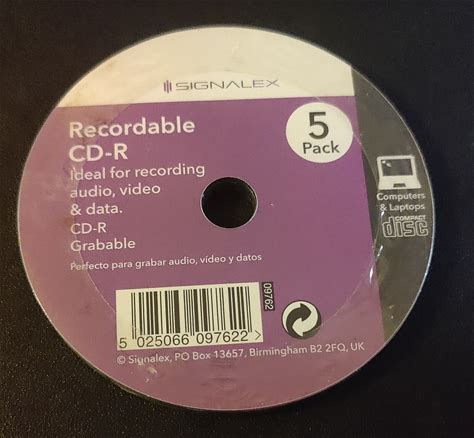 SIGNALEX
Recordable
CD-R
Ideal for recording
audio, video
& data.
CD-R
Grabable
Perfecto para grabar audio, vídeo y datos
5
Pack
Computers
& Laptops
COMPACT
disc
09762
5 025066 097622 >
© Signalex, PO Box 13657, Birmingham B2 2FQ, UK